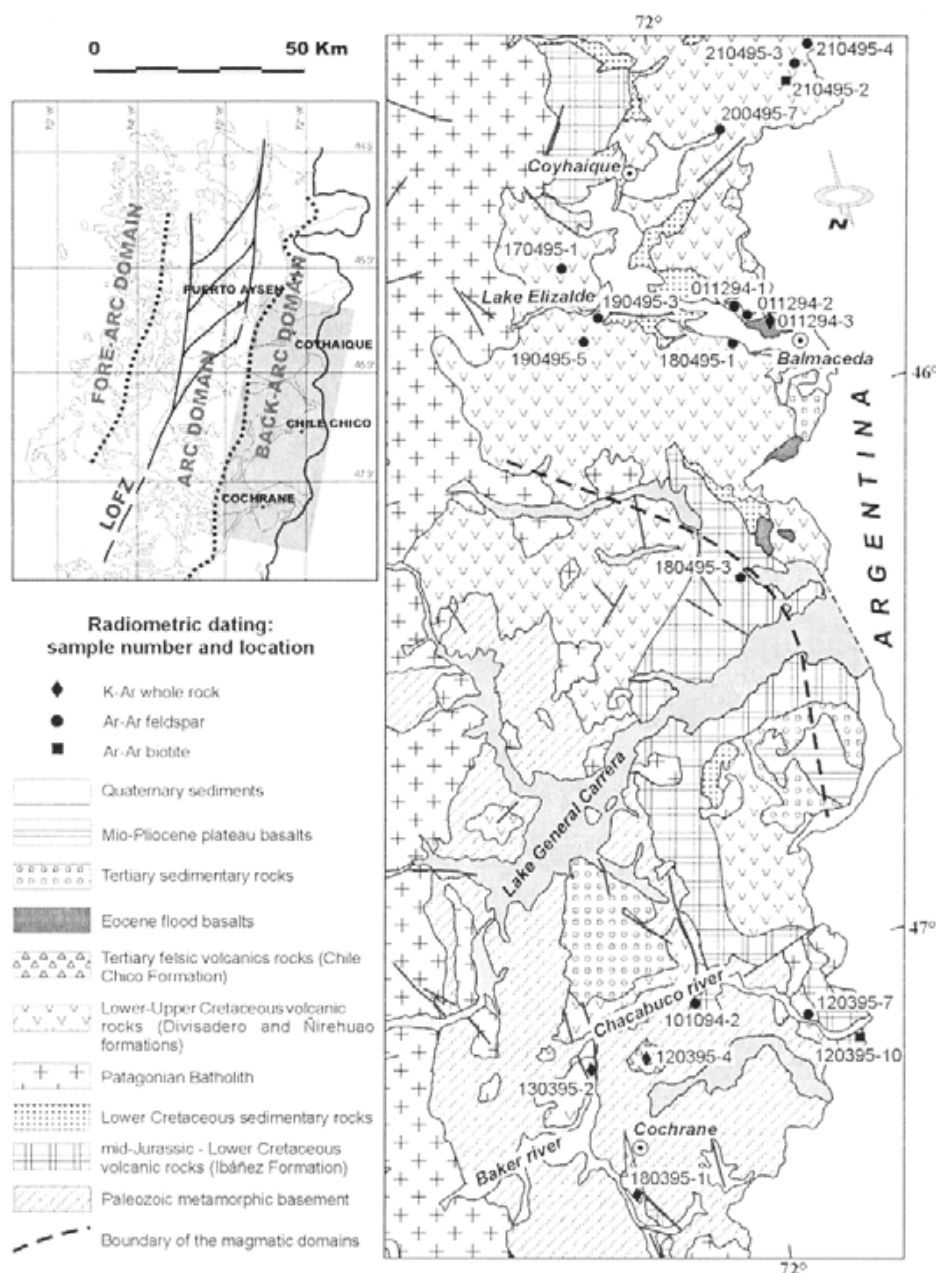 0 50 Km
44.5
45.3
FORE-ARC DOMAIN
ARC DOMAIN
BACK-ARC DOMAIN
PUERTO AYSEN
COYHAIQUE
CHILE CHICO
COCHRANE
LOFZ
Radiometric dating:
sample number and location
K-Ar whole rock
Ar-Ar feldspar
Ar-Ar biotite
Quaternary sediments
Mio-Pliocene plateau basalts
Tertiary sedimentary rocks
Eocene flood basalts
Tertiary felsic volcanics rocks (Chile
Chico Formation)
Lower-Upper Cretaceous volcanic
rocks (Divisadero and Ñirehuao
formations)
Patagonian Batholith
Lower Cretaceous sedimentary rocks
mid-Jurassic - Lower Cretaceous
volcanic rocks (Ibáñez Formation)
Paleozoic metamorphic basement
Boundary of the magmatic domains
72°
210495-3
210495-4
210495-2
200495-7
Coyhaique
N
170495-1
Lake Elizalde
190495-3
011294-1
011294-2
011294-3
190495-5
180495-1
Balmaceda
46°
ARGENTINA
180495-3
Lake General Carrera
47°
Chacabuco river
101094-2
120395-7
120395-4
120395-10
130395-2
Cochrane
Baker river
180395-1
72°